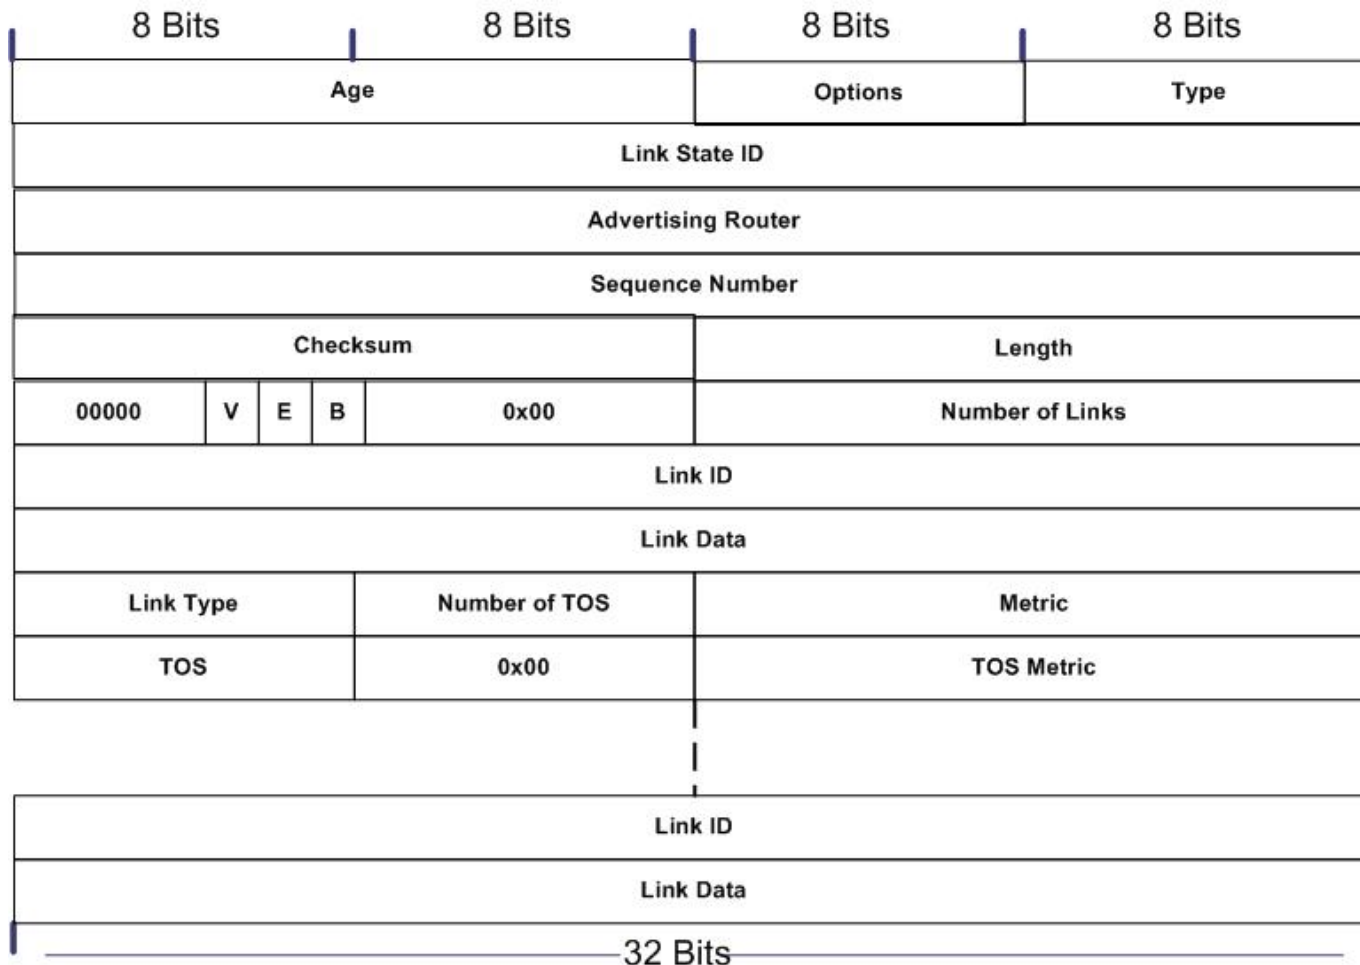 8 Bits 8 Bits 8 Bits 8 Bits
Age Options Type
Link State ID
Advertising Router
Sequence Number
Checksum Length
00000 V E B 0x00 Number of Links
Link ID
Link Data
Link Type Number of TOS Metric
TOS 0x00 TOS Metric
Link ID
Link Data
32 Bits